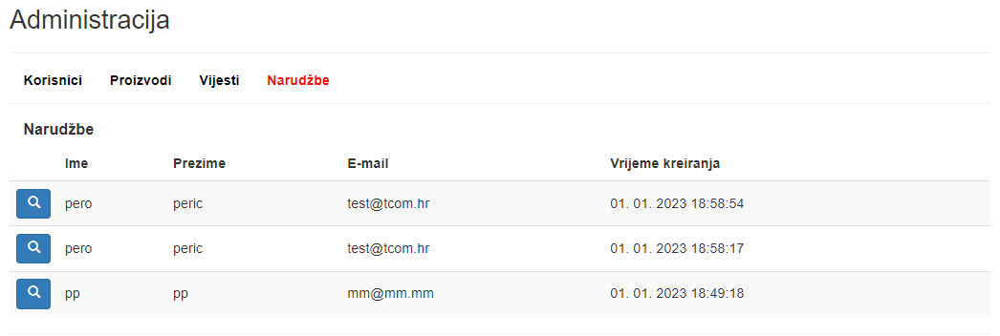 Administracija
Korisnici Proizvodi Vijesti Narudžbe
Narudžbe
Ime Prezime E-mail Vrijeme kreiranja
pero peric test@tcom.hr 01. 01. 2023 18:58:54
pero peric test@tcom.hr 01. 01. 2023 18:58:17
pp pp mm@mm.mm 01. 01. 2023 18:49:18